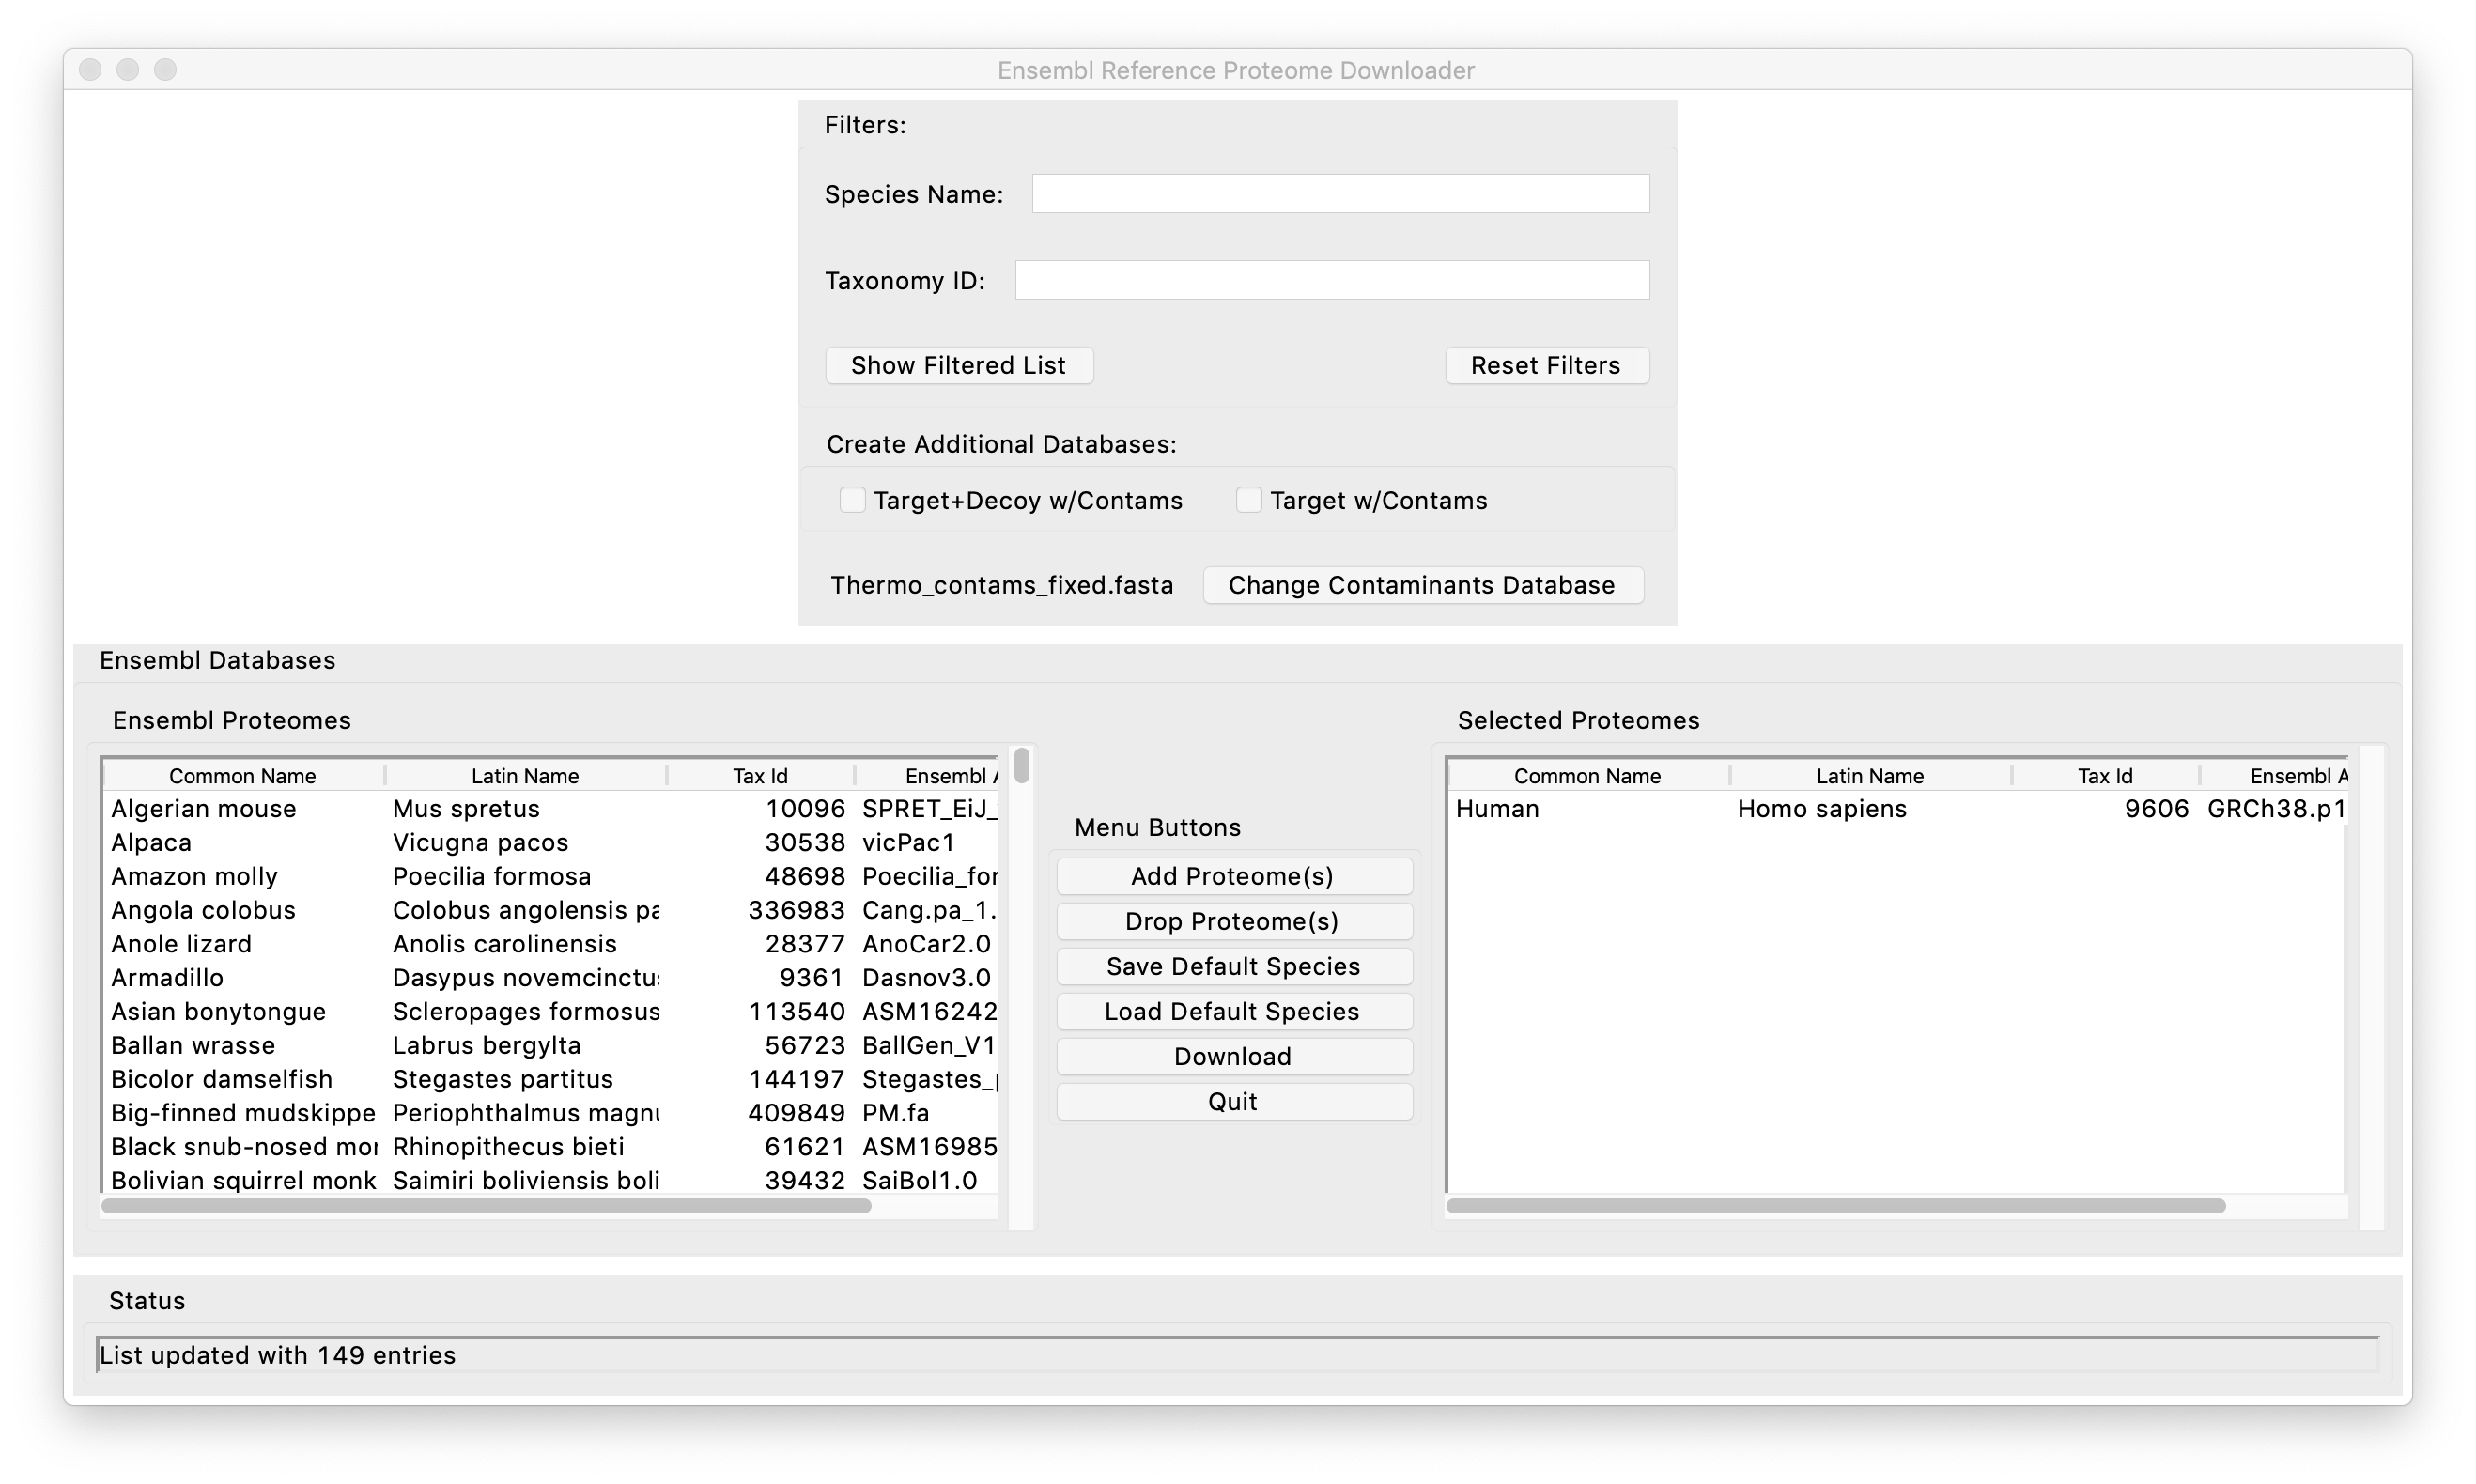 Ensembl Reference Proteome Downloader
Filters:
Species Name:
Taxonomy ID:
Show Filtered List Reset Filters
Create Additional Databases:
Target+Decoy w/Contams Target w/Contams
Thermo_contams_fixed.fasta Change Contaminants Database
Ensembl Databases
Ensembl Proteomes
Common Name Latin Name Tax Id Ensembl
Algerian mouse Mus spretus 10096 SPRET_EiJ_
Alpaca Vicugna pacos 30538 vicPac1
Amazon molly Poecilia formosa 48698 Poecilia_for
Angola colobus Colobus angolensis pa 336983 Cang.pa_1.
Anole lizard Anolis carolinensis 28377 AnoCar2.0
Armadillo Dasypus novemcinctu 9361 Dasnov3.0
Asian bonytongue Scleropages formosus 113540 ASM16242
Ballan wrasse Labrus bergylta 56723 BallGen_V1
Bicolor damselfish Stegastes partitus 144197 Stegastes_
Big-finned mudskippe Periophthalmus magnu 409849 PM.fa
Black snub-nosed mo Rhinopithecus bieti 61621 ASM16985
Bolivian squirrel monk Saimiri boliviensis boli 39432 SaiBol1.0
Menu Buttons
Add Proteome(s)
Drop Proteome(s)
Save Default Species
Load Default Species
Download
Quit
Selected Proteomes
Common Name Latin Name Tax Id Ensembl A
Human Homo sapiens 9606 GRCh38.p1
Status
List updated with 149 entries